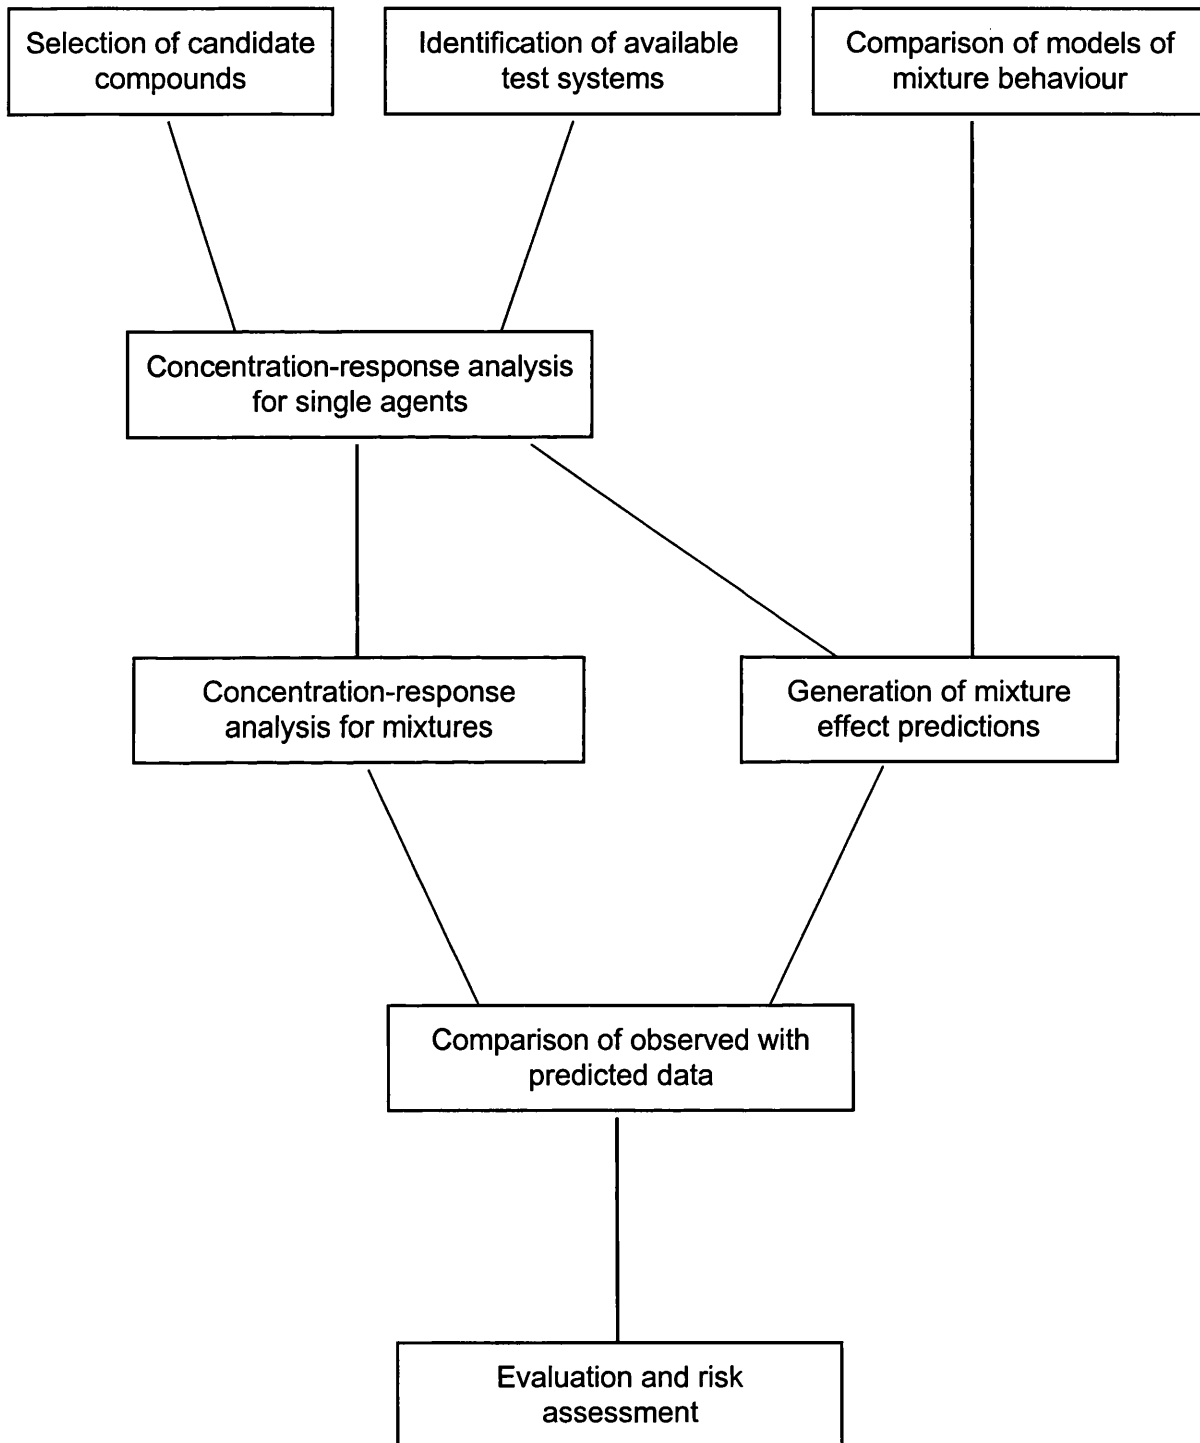 Selection of candidate
compounds
Identification of available
test systems
Comparison of models of
mixture behaviour
Concentration-response analysis
for single agents
Concentration-response
analysis for mixtures
Generation of mixture
effect predictions
Comparison of observed with
predicted data
Evaluation and risk
assessment